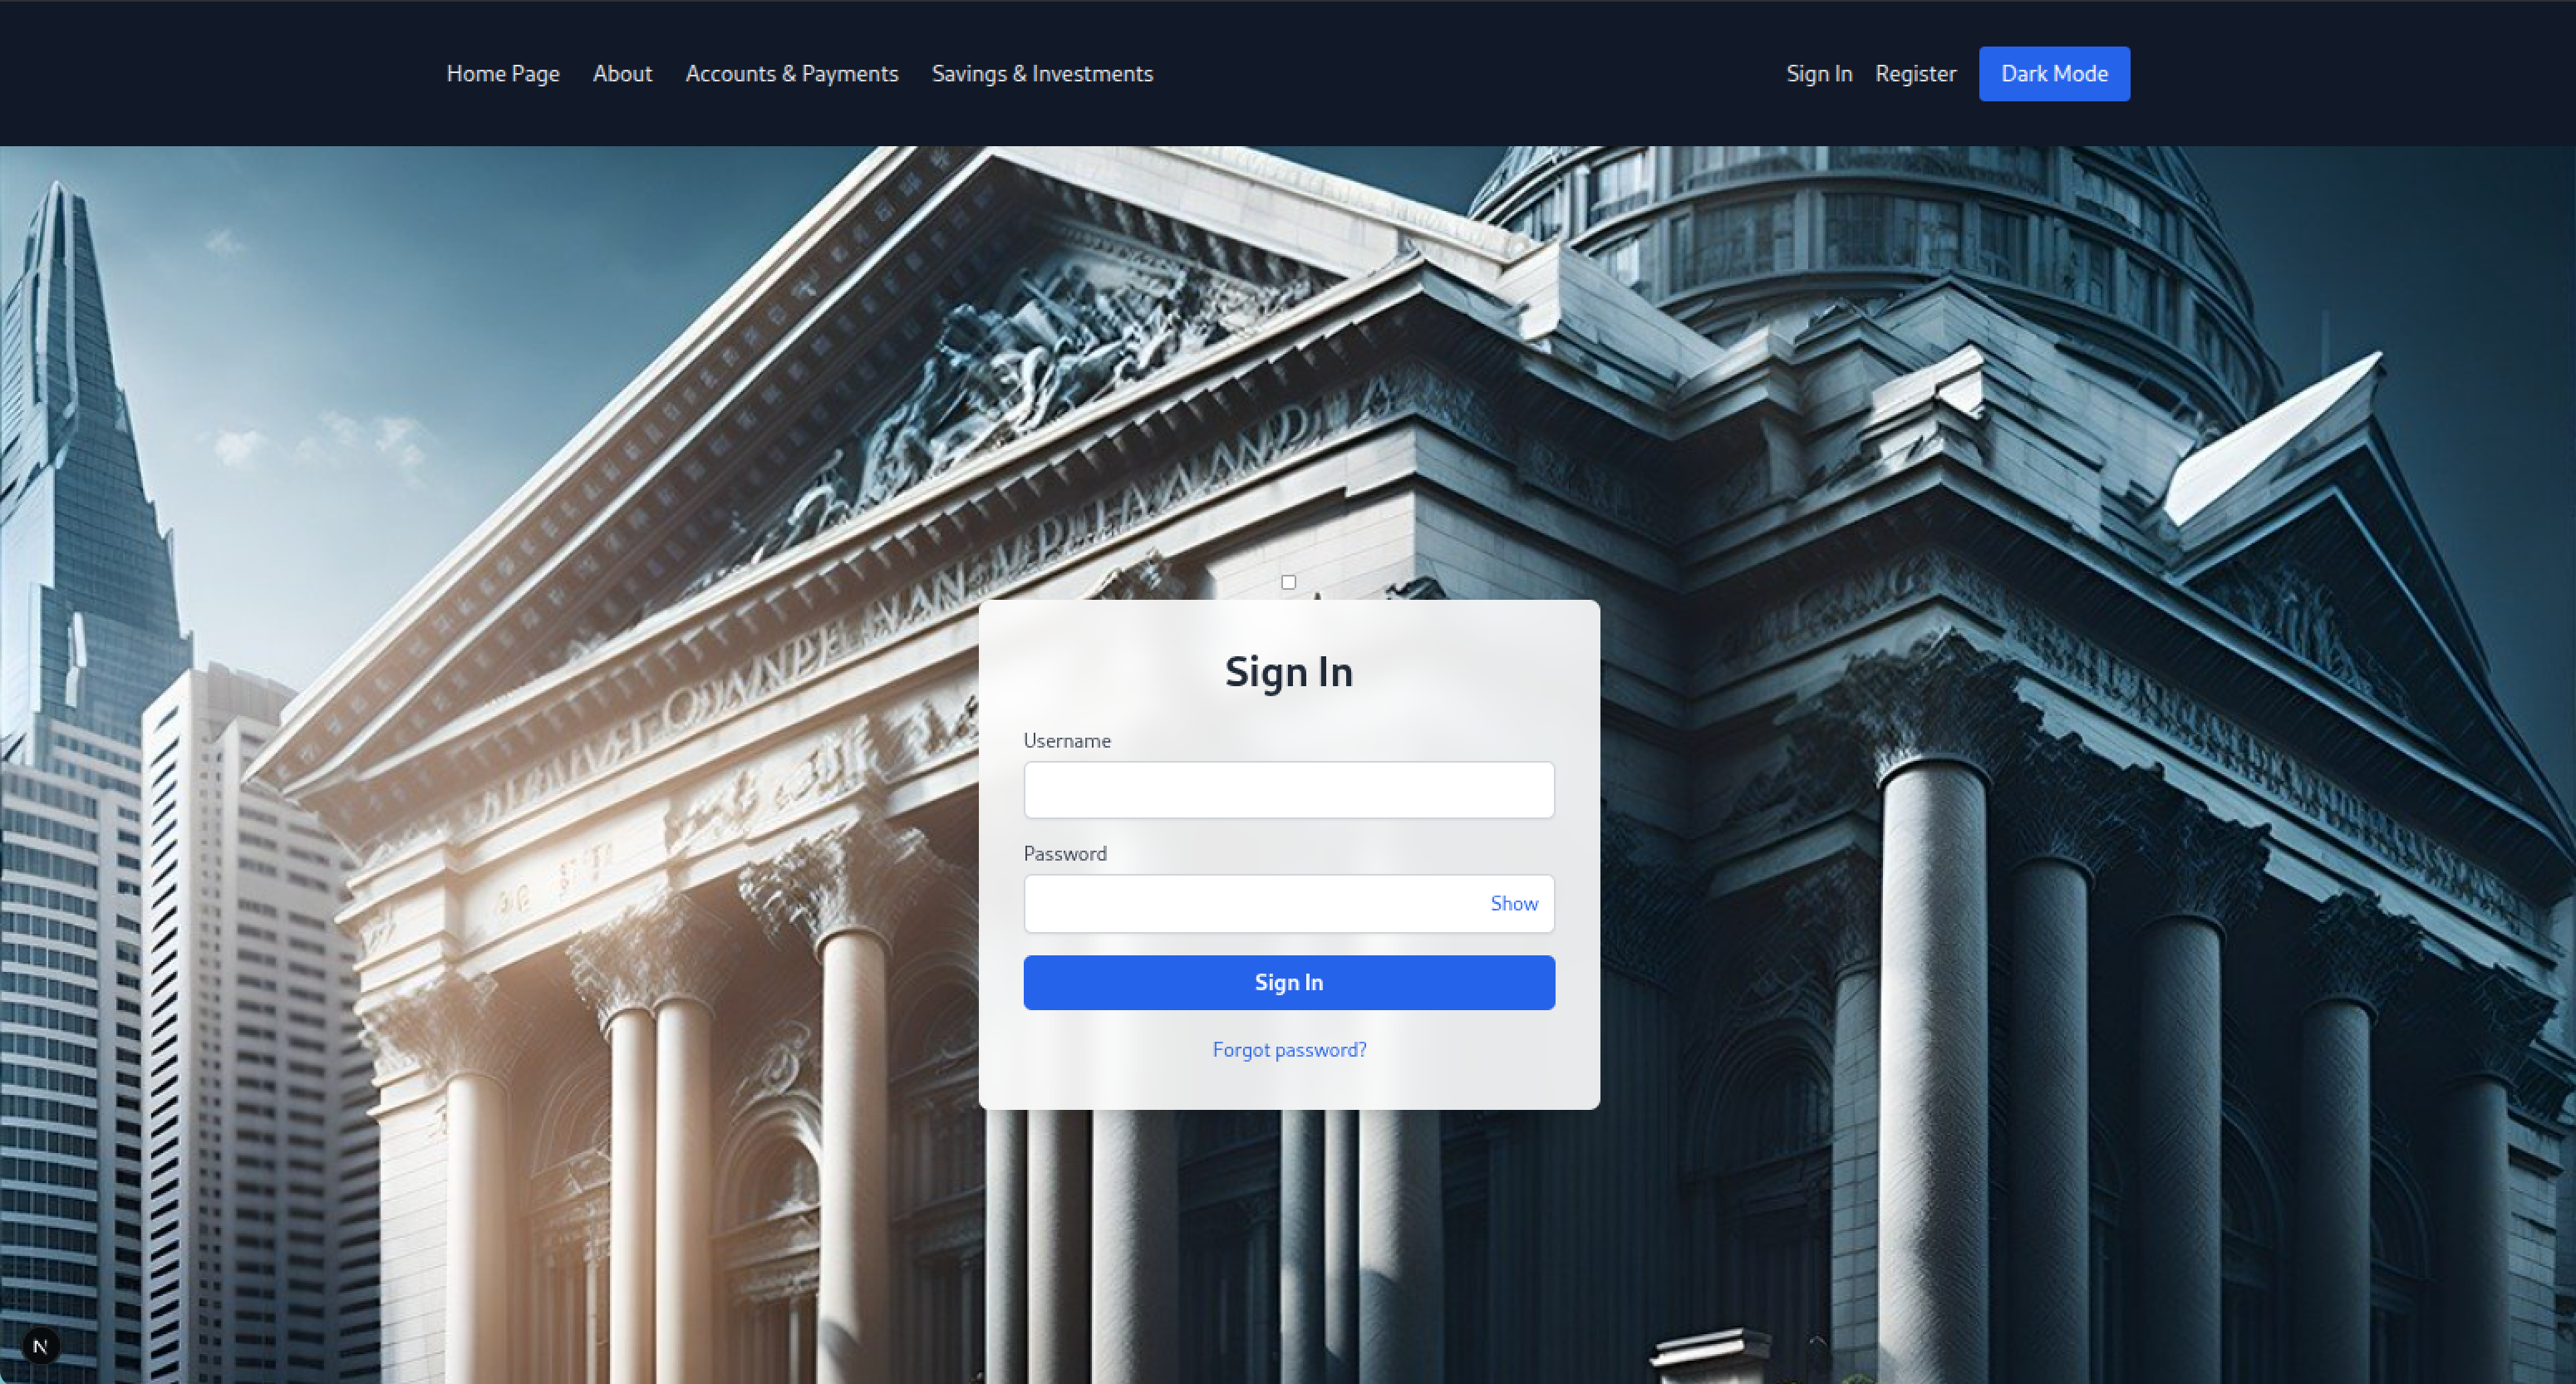 Home Page About Accounts & Payments Savings & Investments Sign In Register Dark Mode
Sign In
Username
Password
Show
Sign In
Forgot password?
N